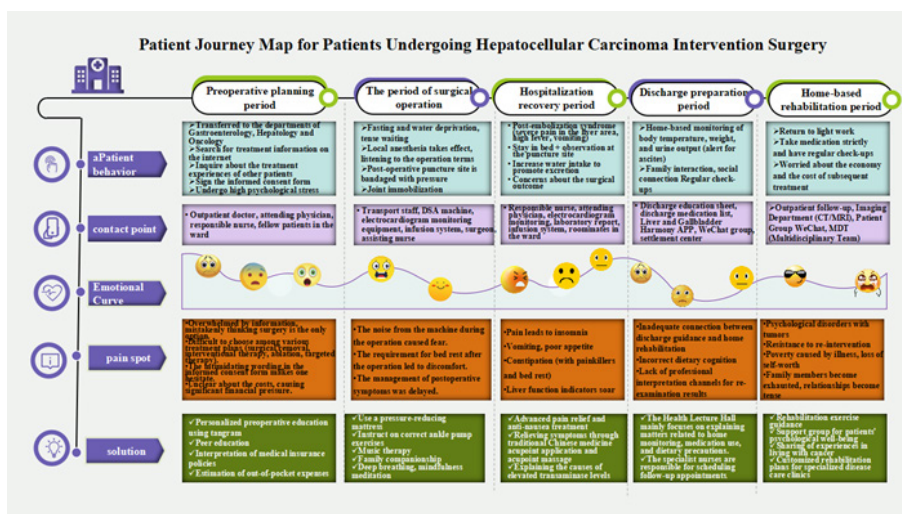 Patient Journey Map for Patients Undergoing Hepatocellular Carcinoma Intervention Surgery
Preoperative planning
period
The period of surgical
operation
Hospitalization
recovery period
Discharge preparation
period
Home-based
rehabilitation period
aPatient
behavior
➢Transferred to the departments of
Gastroenterology, Hepatology and
Oncology
➢Search for treatment information on
the internet
➢Inquire about the treatment
experiences of other patients
➢Sign the informed consent form
➢Undergo high psychological stress
➢Fasting and water deprivation,
tense waiting
➢Local anesthesia takes effect,
listening to the operation terms
➢Post-operative puncture site is
bandaged with pressure
➢Joint immobilization
•Post-embolization syndrome
(severe pain in the liver area,
high fever, vomiting)
•Stay in bed + observation at
the puncture site
•Increase water intake to
promote excretion
•Concerns about the surgical
outcome
➢Home-based monitoring of
body temperature, weight,
and urine output (alert for
ascites)
➢Family interaction, social
connection Regular check-
ups
•Return to light work
•Take medication strictly
and have regular check-ups
•Worried about the economy
and the cost of subsequent
treatment
contact point
•Outpatient doctor, attending physician,
responsible nurse, fellow patients in
the ward
•Transport staff, DSA machine,
electrocardiogram monitoring
equipment, infusion system, surgeon,
assisting nurse
•Responsible nurse, attending
physician, electrocardiogram
monitoring, laboratory report,
infusion system, roommates in
the ward
•Discharge education sheet,
discharge medication list,
Liver and Gallbladder
Harmony APP, WeChat group,
settlement center
➢Outpatient follow-up, Imaging
Department (CT/MRI), Patient
Group WeChat, MDT
(Multidisciplinary Team)
Emotional
Curve
pain spot
•Overwhelmed by information,
mistakenly thinking surgery is the only
option.
•Difficult to choose among various
treatment plans (surgical removal,
interventional therapy, ablation, targeted
therapy).
•The intimidating wording in the
informed consent form makes one
hesitate.
•Unclear about the costs, causing
significant financial pressure.
•The noise from the machine during
the operation caused fear.
•The requirement for bed rest after
the operation led to discomfort.
•The management of postoperative
symptoms was delayed.
•Pain leads to insomnia
•Vomiting, poor appetite
•Constipation (with painkillers
and bed rest)
•Liver function indicators soar
•Inadequate connection between
discharge guidance and home
rehabilitation
•Incorrect dietary cognition
•Lack of professional
interpretation channels for re-
examination results
•Psychological disorders with
tumors
•Resistance to re-intervention
•Poverty caused by illness, loss of
self-worth
•Family members become
exhausted, relationships become
tense
solution
✓Personalized preoperative education
using tangram
✓Peer education
✓Interpretation of medical insurance
policies
✓Estimation of out-of-pocket expenses
✓Use a pressure-reducing
mattress
✓Instruct on correct ankle pump
exercises
✓Music therapy
✓Family companionship
✓Deep breathing, mindfulness
meditation
✓Advanced pain relief and
anti-nausea treatment
✓Relieving symptoms through
traditional Chinese medicine
acupoint application and
acupoint massage
✓Explaining the causes of
elevated transaminase levels
✓The Health Lecture Hall
mainly focuses on explaining
matters related to home
monitoring, medication use,
and dietary precautions.
✓The specialist nurses are
responsible for scheduling
follow-up appointments.
✓Rehabilitation exercise
guidance
✓Support group for patients'
psychological well-being
✓Sharing of experiences in
living with cancer
✓Customized rehabilitation
plans for specialized disease
care clinics